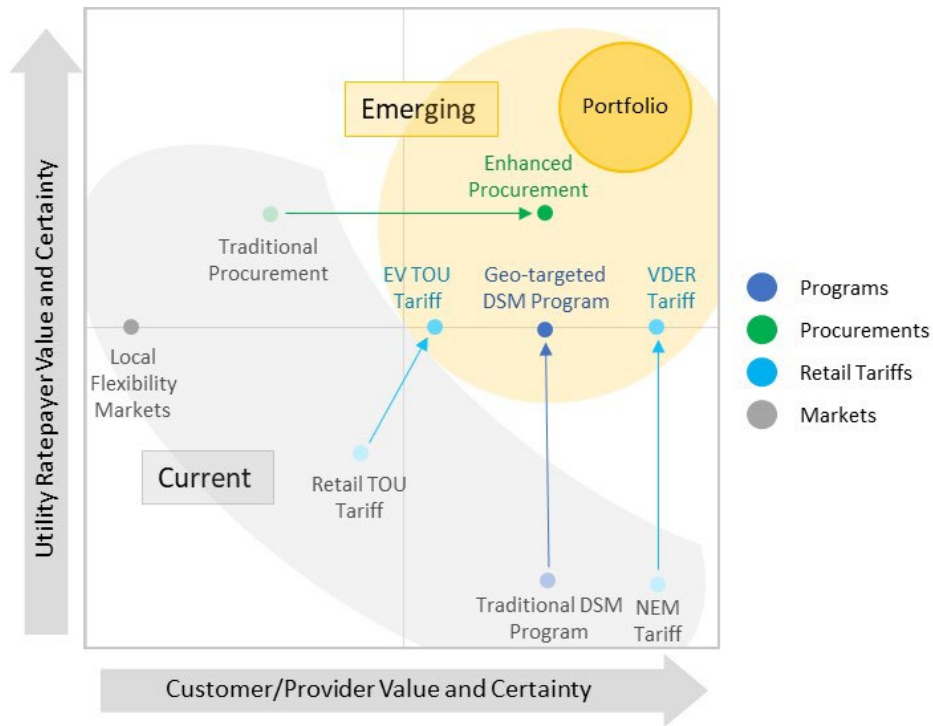 Portfolio
Emerging
Enhanced
Procurement
Traditional
Procurement
EV TOU
Tariff
Geo-targeted
DSM Program
VDER
Tariff
Local
Flexibility
Markets
Current
Retail TOU
Tariff
Traditional DSM
Program
NEM
Tariff
Programs
Procurements
Retail Tariffs
Markets
Utility Ratepayer Value and Certainty
Customer/Provider Value and Certainty